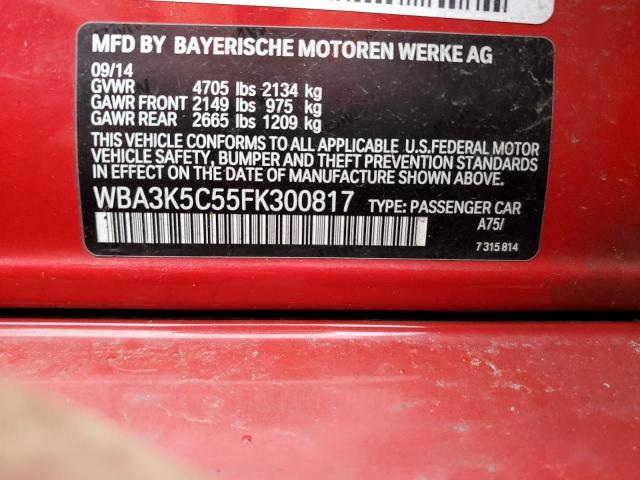 MFD BY BAYERISCHE MOTOREN WERKE AG
09/14
GVWR 4705 lbs 2134 kg
GAWR FRONT 2149 lbs 975 kg
GAWR REAR 2665 lbs 1209 kg
THIS VEHICLE CONFORMS TO ALL APPLICABLE U.S.FEDERAL MOTOR
VEHICLE SAFETY, BUMPER AND THEFT PREVENTION STANDARDS
IN EFFECT ON THE DATE OF MANUFACTURE SHOWN ABOVE.
WBA3K5C55FK300817 TYPE: PASSENGER CAR
A75/
7 315 814